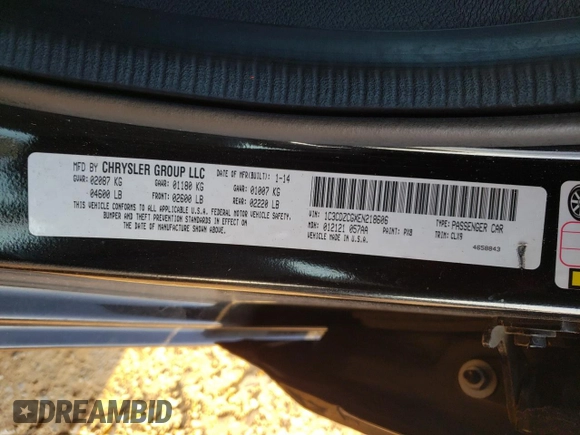 MFD BY CHRYSLER GROUP LLC DATE OF MFR(BUILT): 1-14
GVWR: 02087 KG GAWR: 01180 KG GAWR: 01007 KG
04600 LB FRONT: 02600 LB REAR: 02220 LB
THIS VEHICLE CONFORMS TO ALL APPLICABLE U.S.A. FEDERAL MOTOR VEHICLE SAFETY,
BUMPER AND THEFT PREVENTION STANDARDS IN EFFECT ON
THE DATE OF MANUFACTURE SHOWN ABOVE.
VIN: 1C3CDZCGXEN218606 TYPE: PASSENGER CAR
MDH: 012121 057AA PAINT: PV8 TRIM: CLX9
VEHICLE MADE IN U.S.A. 4658843
DREAMBID